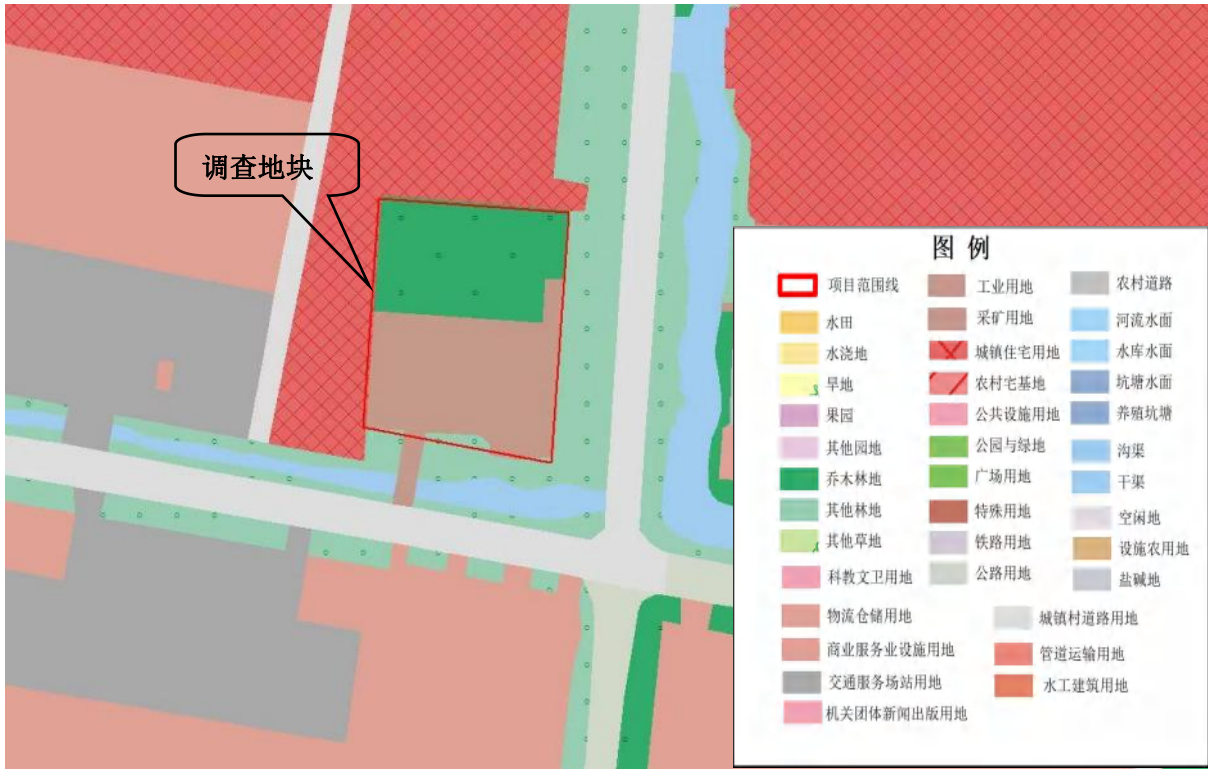 调查地块
图 例
项目范围线
工业用地
农村道路
水田
采矿用地
河流水面
水浇地
城镇住宅用地
水库水面
旱地
农村宅基地
坑塘水面
果园
公共设施用地
养殖坑塘
其他园地
公园与绿地
沟渠
乔木林地
广场用地
干渠
其他林地
特殊用地
空闲地
其他草地
铁路用地
设施农用地
科教文卫用地
公路用地
盐碱地
物流仓储用地
城镇村道路用地
商业服务业设施用地
管道运输用地
交通服务场站用地
水工建筑用地
机关团体新闻出版用地